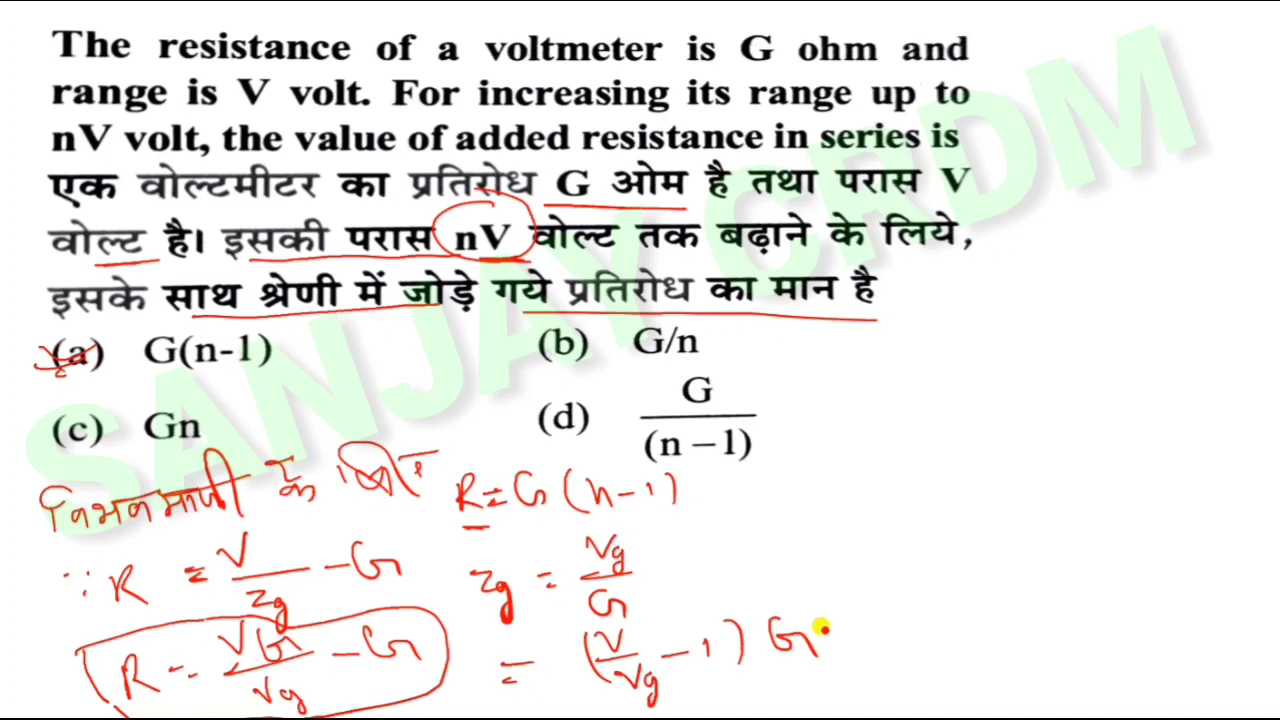 The resistance of a voltmeter is G ohm and
range is V volt. For increasing its range up to
nV volt, the value of added resistance in series is
एक वोल्टमीटर का प्रतिरोध G ओम है तथा परास V
वोल्ट है। इसकी परास nV वोल्ट तक बढ़ाने के लिये,
इसके साथ श्रेणी में जोड़े गये प्रतिरोध का मान है
(a) G(n-1) (b) G/n
(c) Gn (d) G/(n – 1)
SANJAY CRDM
विभवमापी के लिए R = G (n-1)
∵ R = V/Ig - G Ig = Vg/G
R = VG/Vg - G = (V/Vg - 1) G